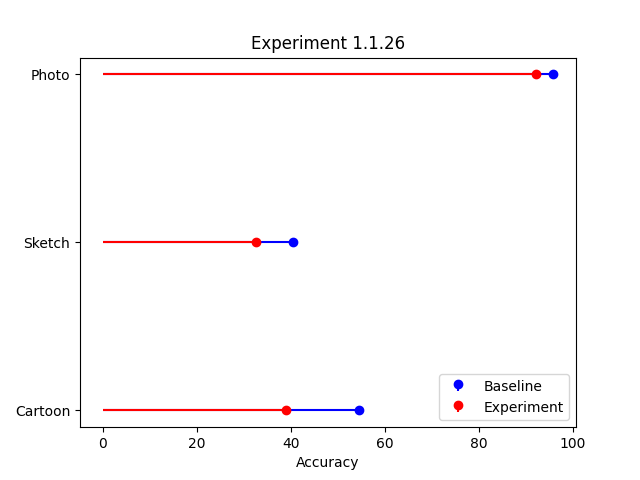 Experiment 1.1.26
Photo
Sketch
Cartoon
Baseline
Experiment
0 20 40 60 80 100
Accuracy